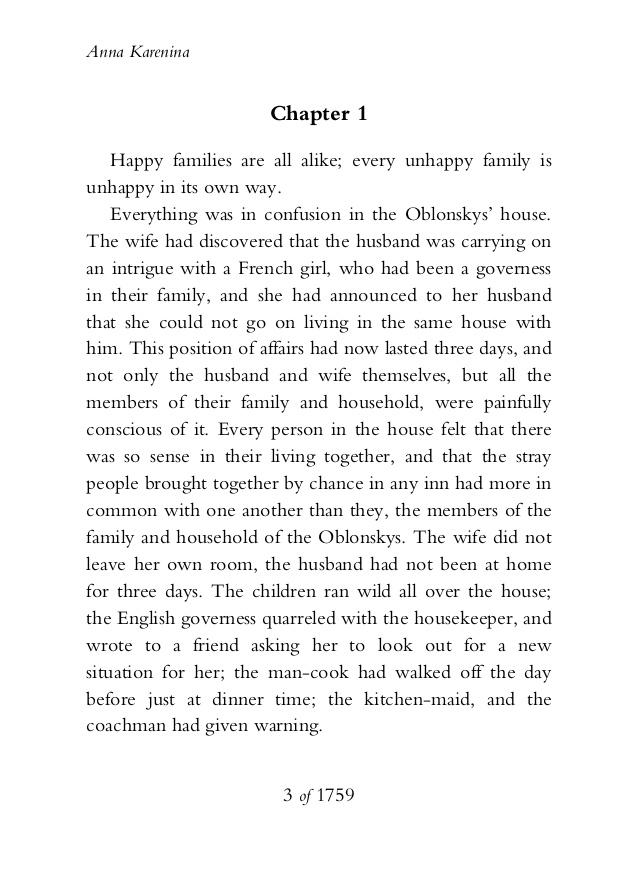 Anna Karenina
Chapter 1
Happy families are all alike; every unhappy family is
unhappy in its own way.
Everything was in confusion in the Oblonskys’ house.
The wife had discovered that the husband was carrying on
an intrigue with a French girl, who had been a governess
in their family, and she had announced to her husband
that she could not go on living in the same house with
him. This position of affairs had now lasted three days, and
not only the husband and wife themselves, but all the
members of their family and household, were painfully
conscious of it. Every person in the house felt that there
was so sense in their living together, and that the stray
people brought together by chance in any inn had more in
common with one another than they, the members of the
family and household of the Oblonskys. The wife did not
leave her own room, the husband had not been at home
for three days. The children ran wild all over the house;
the English governess quarreled with the housekeeper, and
wrote to a friend asking her to look out for a new
situation for her; the man-cook had walked off the day
before just at dinner time; the kitchen-maid, and the
coachman had given warning.
3 of 1759